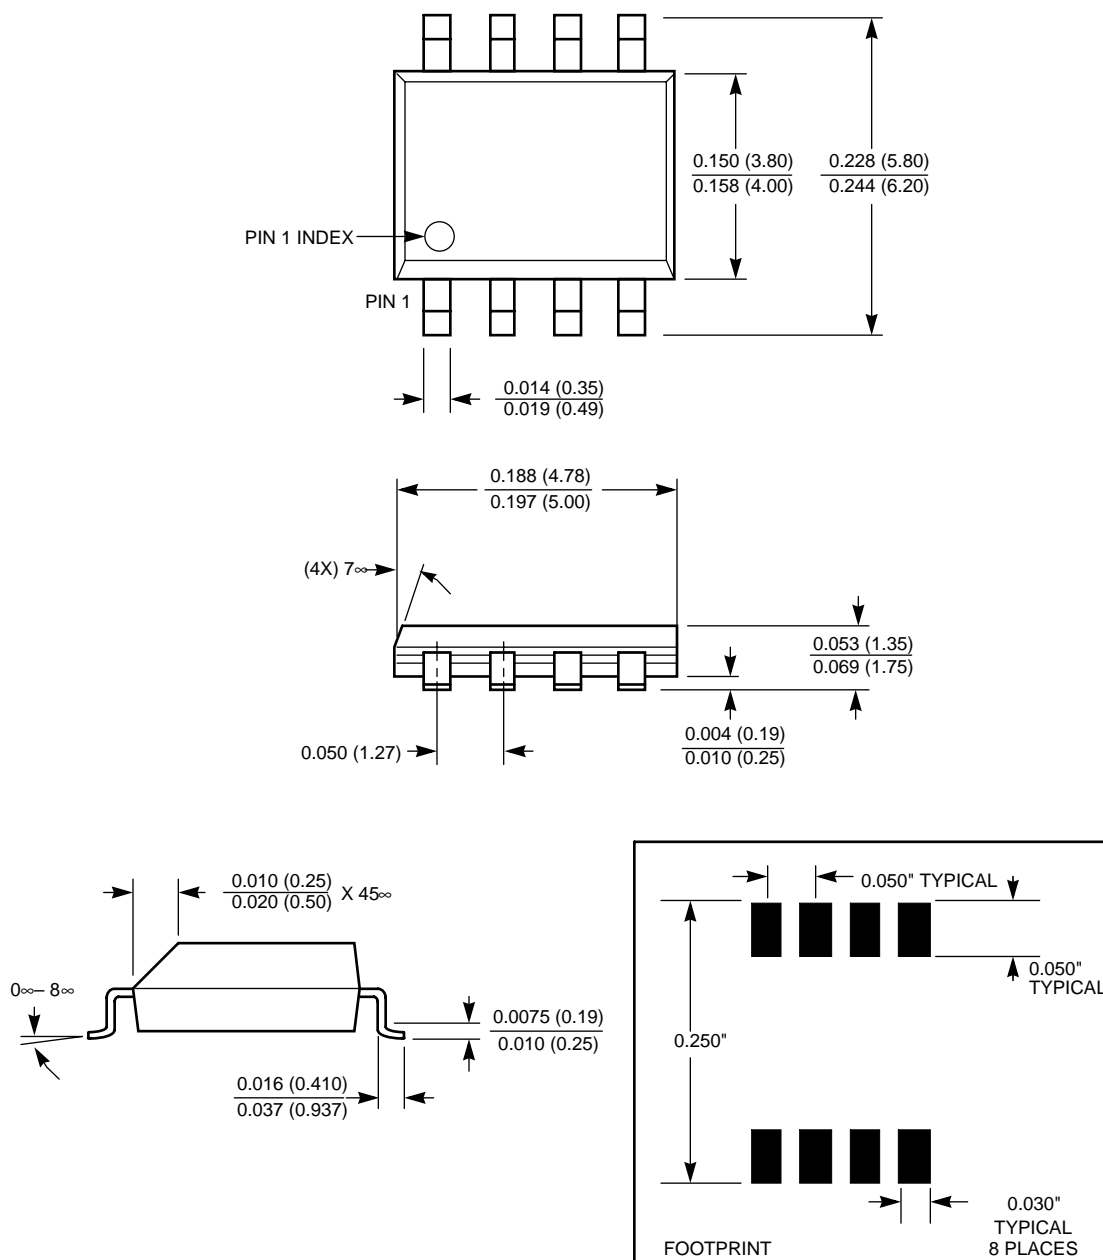 0.150 (3.80)
0.158 (4.00)
0.228 (5.80)
0.244 (6.20)
PIN 1 INDEX
PIN 1
0.014 (0.35)
0.019 (0.49)
0.188 (4.78)
0.197 (5.00)
(4X) 7∞
0.053 (1.35)
0.069 (1.75)
0.004 (0.19)
0.010 (0.25)
0.050 (1.27)
0.010 (0.25)
0.020 (0.50)
X 45∞
0∞– 8∞
0.0075 (0.19)
0.010 (0.25)
0.016 (0.410)
0.037 (0.937)
0.050" TYPICAL
0.050"
TYPICAL
0.250"
0.030"
TYPICAL
8 PLACES
FOOTPRINT